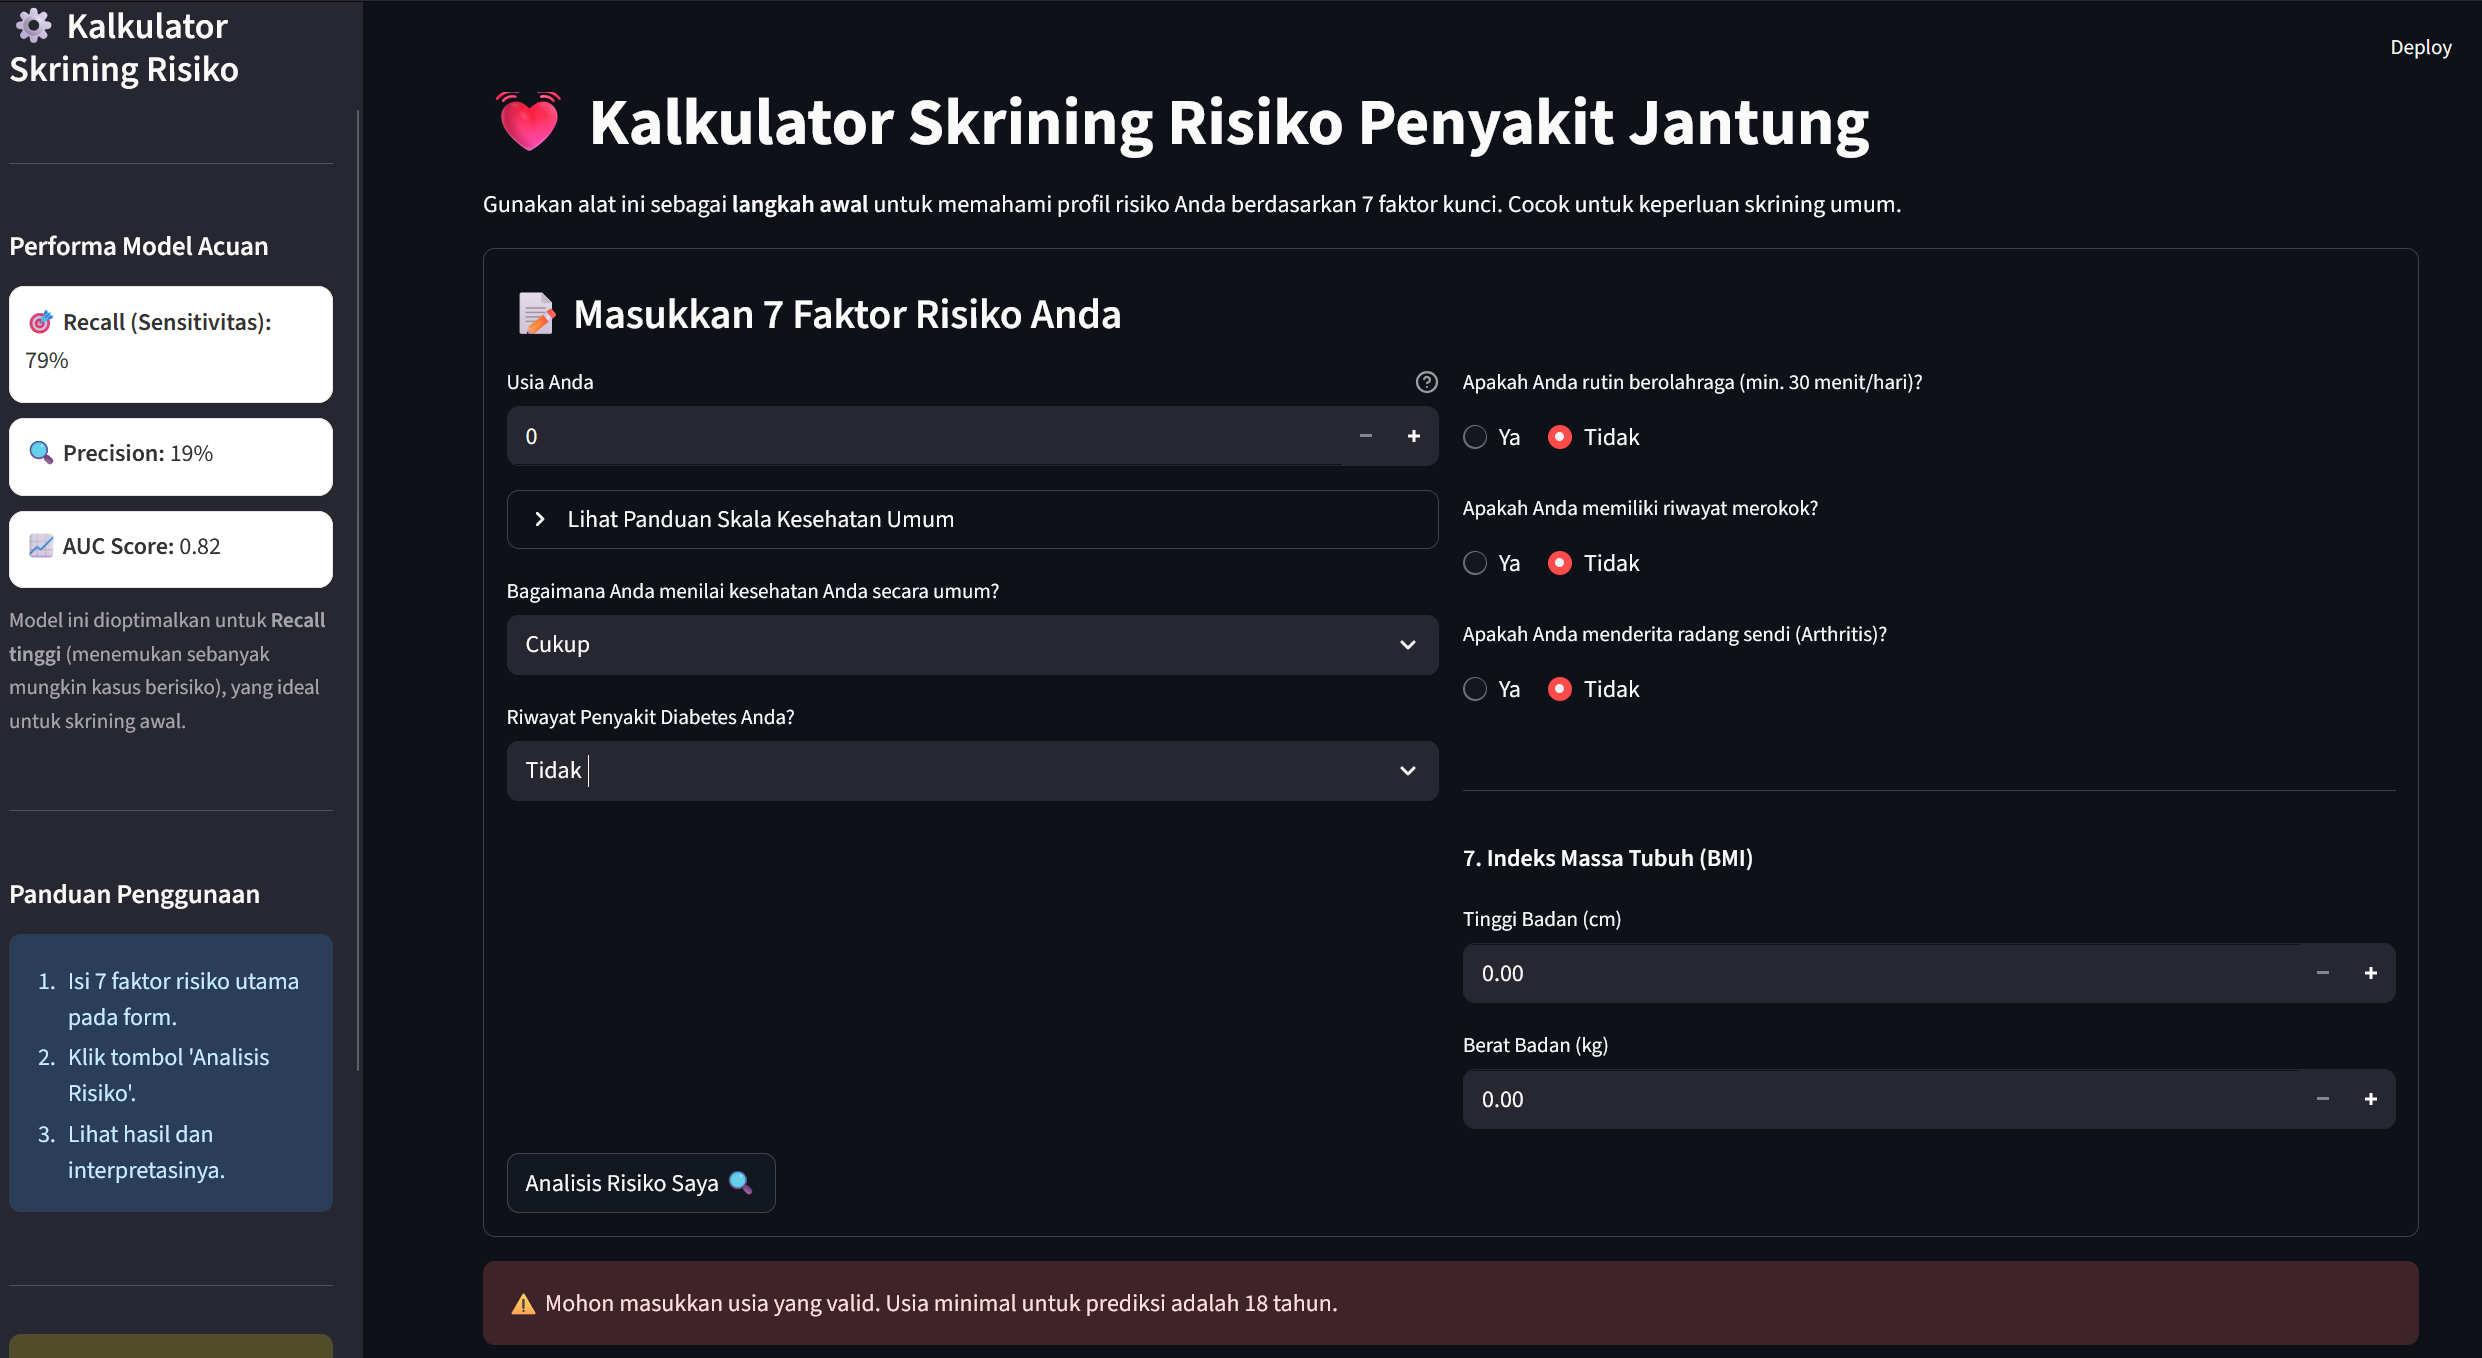 Kalkulator
Skrining Risiko
Performa Model Acuan
Recall (Sensitivitas):
79%
Precision: 19%
AUC Score: 0.82
Model ini dioptimalkan untuk Recall
tinggi (menemukan sebanyak
mungkin kasus berisiko), yang ideal
untuk skrining awal.
Panduan Penggunaan
1. Isi 7 faktor risiko utama
pada form.
2. Klik tombol 'Analisis
Risiko'.
3. Lihat hasil dan
interpretasinya.
Deploy
Kalkulator Skrining Risiko Penyakit Jantung
Gunakan alat ini sebagai langkah awal untuk memahami profil risiko Anda berdasarkan 7 faktor kunci. Cocok untuk keperluan skrining umum.
Masukkan 7 Faktor Risiko Anda
Usia Anda
0
Lihat Panduan Skala Kesehatan Umum
Bagaimana Anda menilai kesehatan Anda secara umum?
Cukup
Riwayat Penyakit Diabetes Anda?
Tidak
Apakah Anda rutin berolahraga (min. 30 menit/hari)?
Ya Tidak
Apakah Anda memiliki riwayat merokok?
Ya Tidak
Apakah Anda menderita radang sendi (Arthritis)?
Ya Tidak
7. Indeks Massa Tubuh (BMI)
Tinggi Badan (cm)
0.00
Berat Badan (kg)
0.00
Analisis Risiko Saya
Mohon masukkan usia yang valid. Usia minimal untuk prediksi adalah 18 tahun.